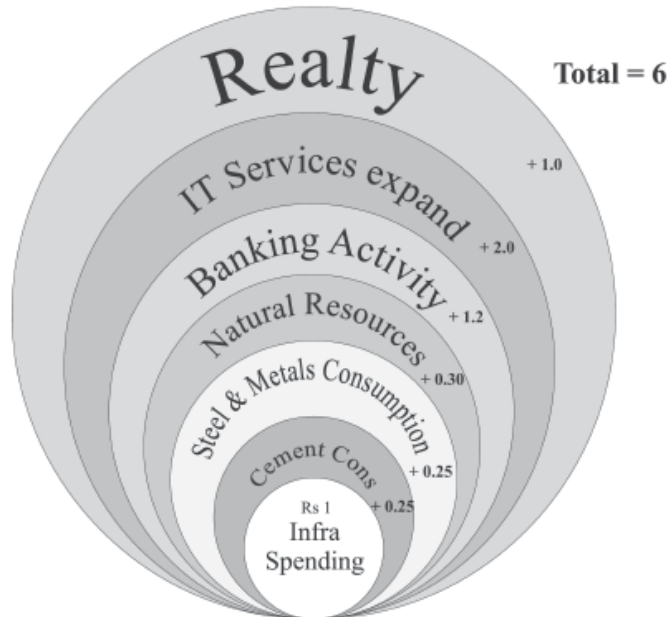 Realty
Total = 6
+ 1.0
IT Services expand
+ 2.0
Banking Activity
+ 1.2
Natural Resources
+ 0.30
Steel & Metals Consumption
+ 0.25
Cement Cons
+ 0.25
Rs 1
Infra
Spending